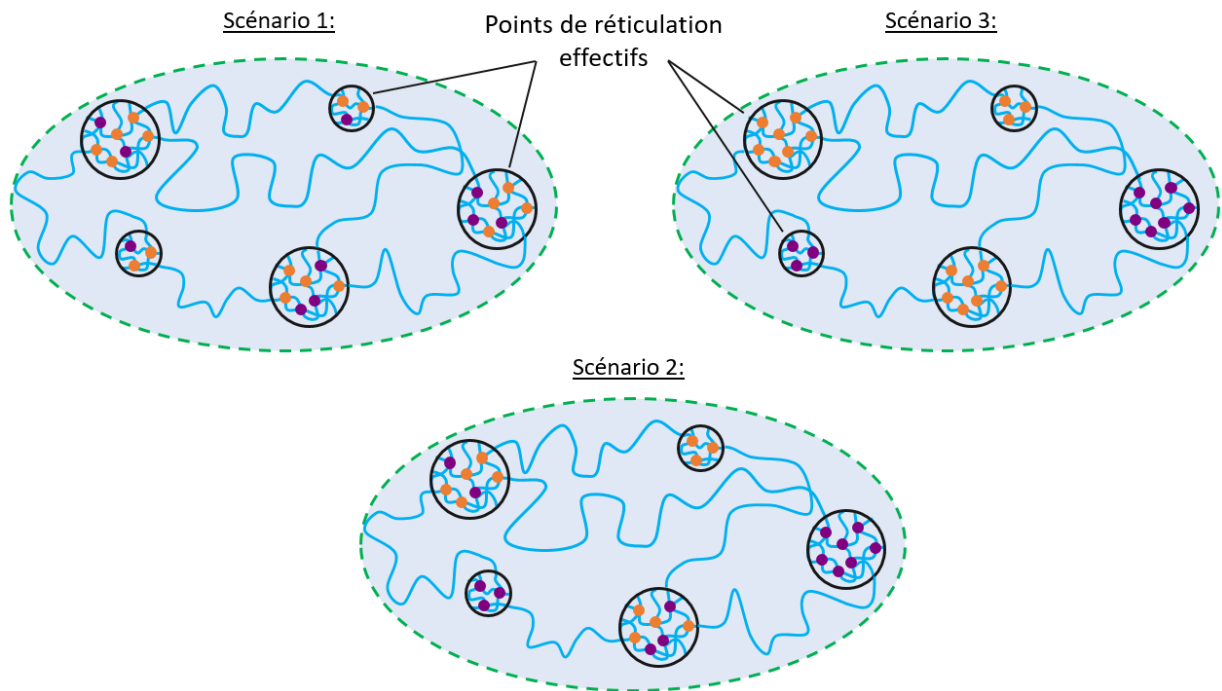 Scénario 1:
Points de réticulation
effectifs
Scénario 3:
Scénario 2: